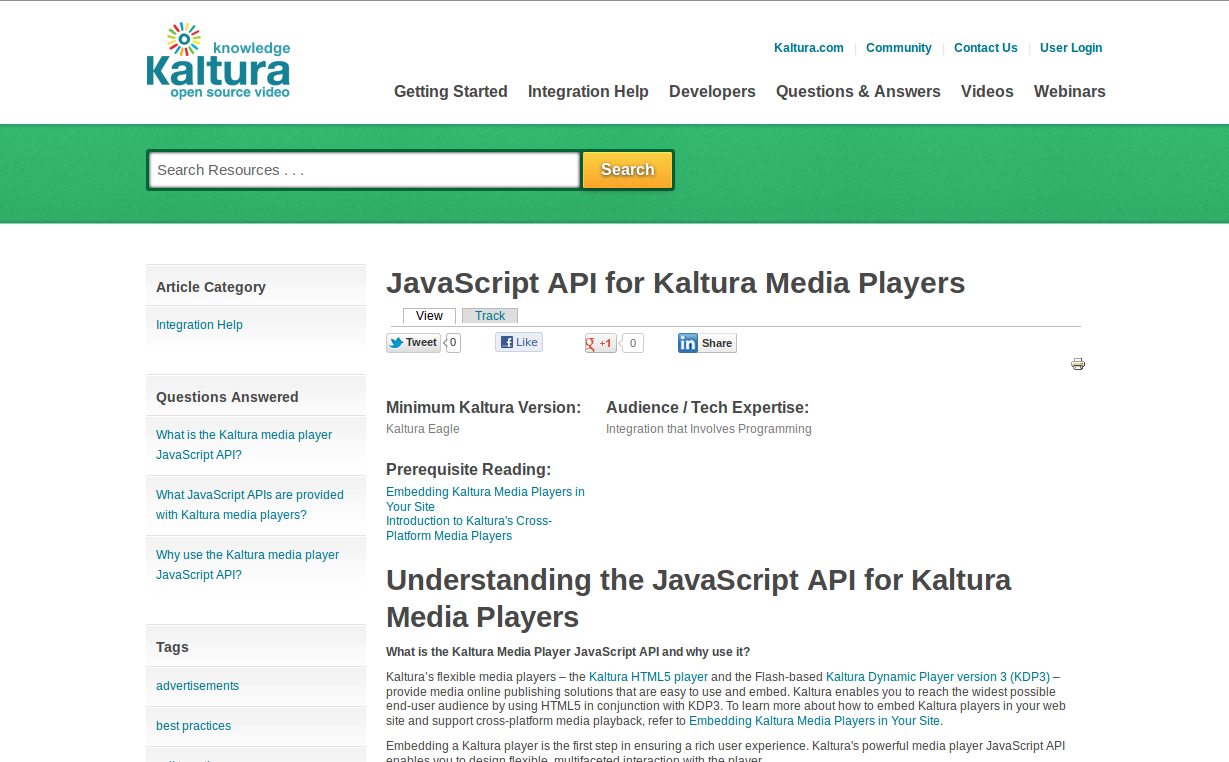 knowledge
Kaltura
open source video
Kaltura.com
Community
Contact Us
User Login
Getting Started
Integration Help
Developers
Questions & Answers
Videos
Webinars
Search Resources . . .
Search
Article Category
Integration Help
Questions Answered
What is the Kaltura media player
JavaScript API?
What JavaScript APIs are provided
with Kaltura media players?
Why use the Kaltura media player
JavaScript API?
Tags
advertisements
best practices
JavaScript API for Kaltura Media Players
View
Track
Tweet
0
Like
+1
0
Share
Minimum Kaltura Version:
Kaltura Eagle
Audience / Tech Expertise:
Integration that Involves Programming
Prerequisite Reading:
Embedding Kaltura Media Players in
Your Site
Introduction to Kaltura's Cross-
Platform Media Players
Understanding the JavaScript API for Kaltura
Media Players
What is the Kaltura Media Player JavaScript API and why use it?
Kaltura’s flexible media players – the Kaltura HTML5 player and the Flash-based Kaltura Dynamic Player version 3 (KDP3) –
provide media online publishing solutions that are easy to use and embed. Kaltura enables you to reach the widest possible
end-user audience by using HTML5 in conjunction with KDP3. To learn more about how to embed Kaltura players in your web
site and support cross-platform media playback, refer to Embedding Kaltura Media Players in Your Site.
Embedding a Kaltura player is the first step in ensuring a rich user experience. Kaltura's powerful media player JavaScript API
enables you to design flexible, multifaceted interaction with the player.